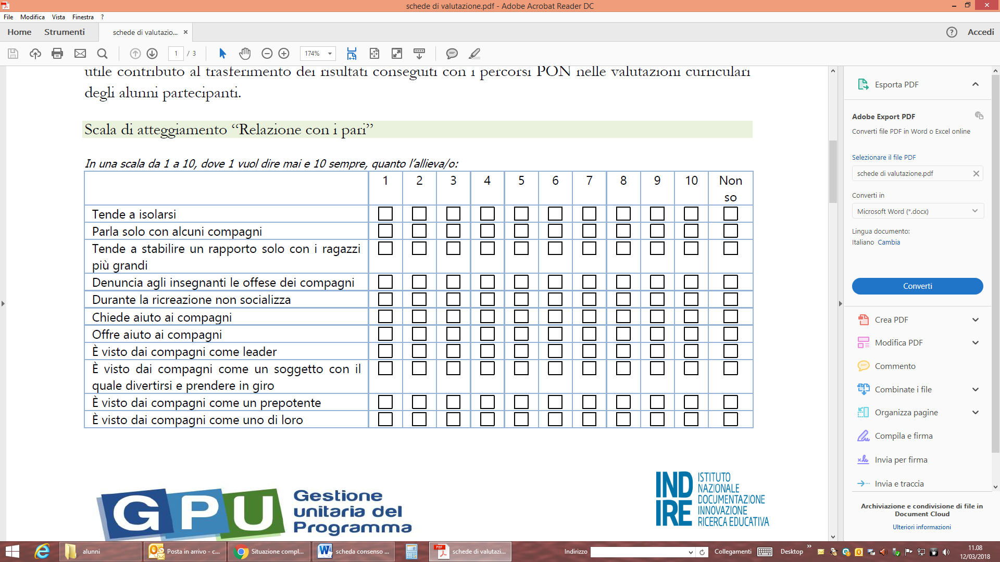 schede di valutazione.pdf - Adobe Acrobat Reader DC
File Modifica Vista Finestra ?
Home Strumenti schede di valutazio... × ? Accedi
1 / 3 174%
utile contributo al trasferimento dei risultati conseguiti con i percorsi PON nelle valutazioni curriculari
degli alunni partecipanti.
Scala di atteggiamento “Relazione con i pari”
In una scala da 1 a 10, dove 1 vuol dire mai e 10 sempre, quanto l’allieva/o:
1 2 3 4 5 6 7 8 9 10 Non
so
Tende a isolarsi
Parla solo con alcuni compagni
Tende a stabilire un rapporto solo con i ragazzi
più grandi
Denuncia agli insegnanti le offese dei compagni
Durante la ricreazione non socializza
Chiede aiuto ai compagni
Offre aiuto ai compagni
È visto dai compagni come leader
È visto dai compagni come un soggetto con il
quale divertirsi e prendere in giro
È visto dai compagni come un prepotente
È visto dai compagni come uno di loro
GPU
Gestione
unitaria del
Programma
IND
IRE
ISTITUTO
NAZIONALE
DOCUMENTAZIONE
INNOVAZIONE
RICERCA EDUCATIVA
Esporta PDF
Adobe Export PDF
Converti file PDF in Word o Excel online
Selezionare il file PDF
schede di valutazione.pdf
Converti in
Microsoft Word (*.docx)
Lingua documento:
Italiano Cambia
Converti
Crea PDF
Modifica PDF
Commento
Combinate i file
Organizza pagine
Compila e firma
Invia per firma
Invia e traccia
Archiviazione e condivisione di file in
Document Cloud
Ulteriori informazioni
alunni Posta in arrivo - c... Situazione compl... scheda consenso ... schede di valutazi... Indirizzo Collegamenti Desktop »
11.08
12/03/2018